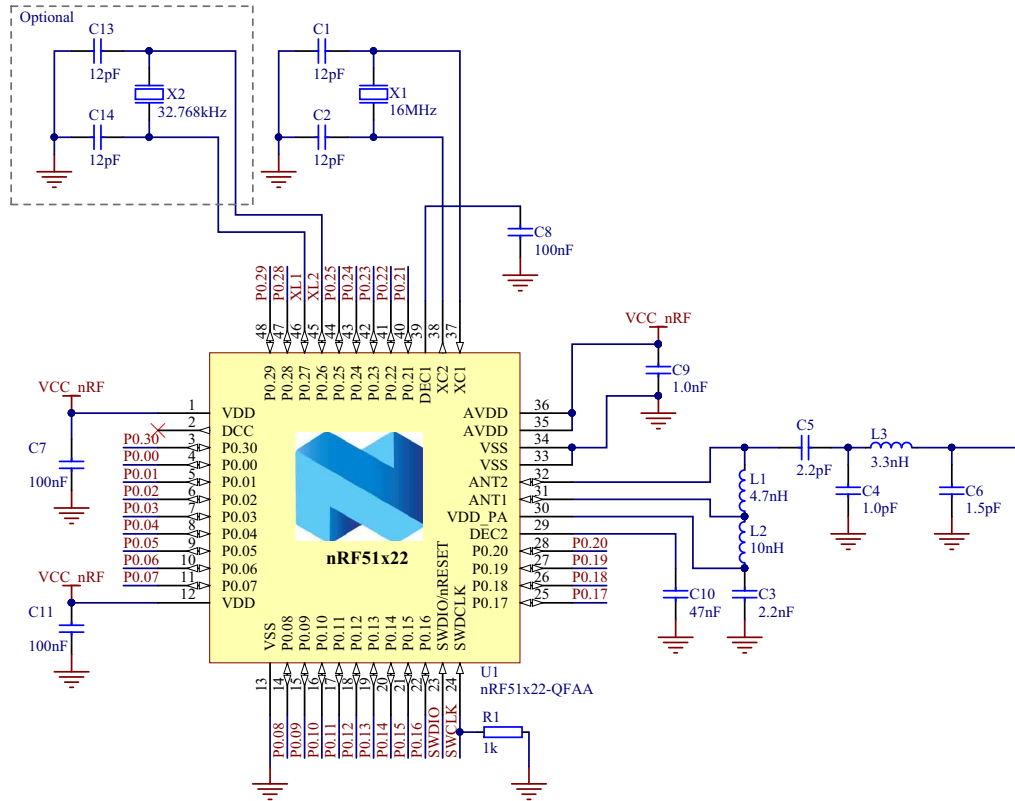 Optional
C13
12pF
X2
32.768kHz
C14
12pF
C1
12pF
X1
16MHz
C2
12pF
C8
100nF
P0.29
P0.28
XL1
XL2
P0.25
P0.24
P0.23
P0.22
P0.21
48
47
46
45
44
43
42
41
40
39
38
37
P0.29
P0.28
P0.27
P0.26
P0.25
P0.24
P0.23
P0.22
P0.21
DEC1
XC2
XC1
VCC_nRF
C9
1.0nF
VCC_nRF
C7
100nF
P0.30
P0.00
P0.01
P0.02
P0.03
P0.04
P0.05
P0.06
P0.07
VCC_nRF
C11
100nF
1 VDD
2 DCC
3 P0.30
4 P0.00
5 P0.01
6 P0.02
7 P0.03
8 P0.04
9 P0.05
10 P0.06
11 P0.07
12 VDD
nRF51x22
AVDD 36
AVDD 35
VSS 34
VSS 33
ANT2 32
ANT1 31
VDD_PA 30
DEC2 29
P0.20 28 P0.20
P0.19 27 P0.19
P0.18 26 P0.18
P0.17 25 P0.17
C5
2.2pF
L3
3.3nH
L1
4.7nH
C4
1.0pF
C6
1.5pF
L2
10nH
C10
47nF
C3
2.2nF
VSS
P0.08
P0.09
P0.10
P0.11
P0.12
P0.13
P0.14
P0.15
P0.16
SWDIO/nRESET
SWDCLK
13
14
15
16
17
18
19
20
21
22
23
24
U1
nRF51x22-QFAA
P0.08
P0.09
P0.10
P0.11
P0.12
P0.13
P0.14
P0.15
P0.16
SWDIO
SWCLK
R1
1k